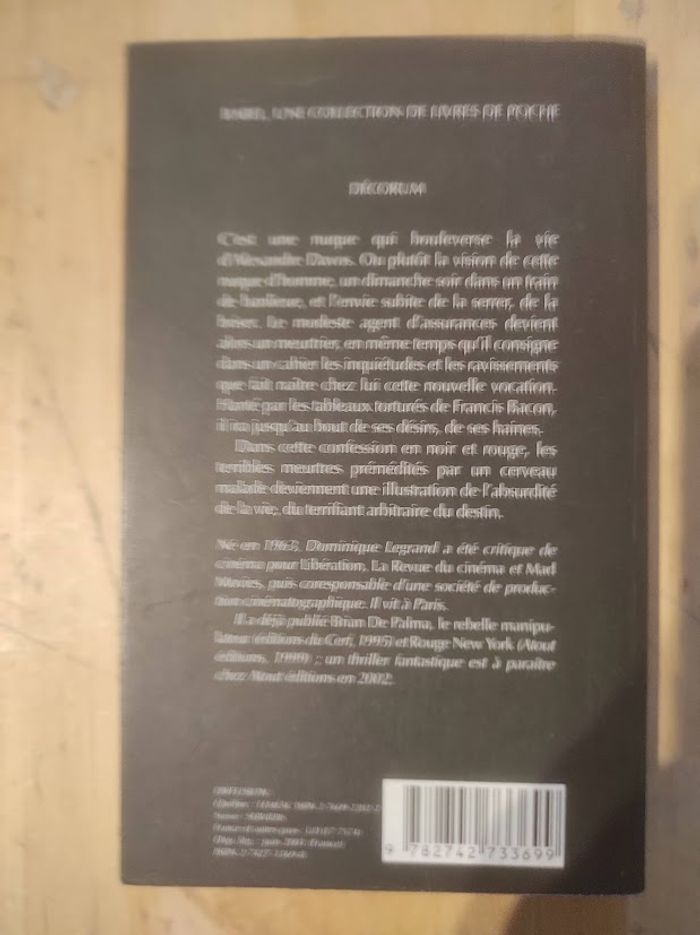 BABEL, UNE COLLECTION DE LIVRES DE POCHE
DÉCORUM
C'est une nuque qui bouleverse la vie
d'Alexandre Davos. Ou plutôt la vision de cette
nuque d'homme, un dimanche soir dans un train
de banlieue, et l'envie subite de la serrer, de la
briser. Le modeste agent d'assurances devient
alors un meurtrier, en même temps qu'il consigne
dans un cahier les inquiétudes et les ravissements
que fait naître chez lui cette nouvelle vocation.
Hanté par les tableaux torturés de Francis Bacon,
il ira jusqu'au bout de ses désirs, de ses haines.
Dans cette confession en noir et rouge, les
terribles meurtres prémédités par un cerveau
malade deviennent une illustration de l'absurdité
de la vie, du terrifiant arbitraire du destin.
Né en 1963, Dominique Legrand a été critique de
cinéma pour Libération, La Revue du cinéma et Mad
Movies, puis coresponsable d'une société de produc-
tion cinématographique. Il vit à Paris.
Il a déjà publié Brian De Palma, le rebelle manipu-
lateur (éditions du Cerf, 1995) et Rouge New York (Atout
éditions, 1999) ; un thriller fantastique est à paraître
chez Atout éditions en 2002.
9 782742 733699